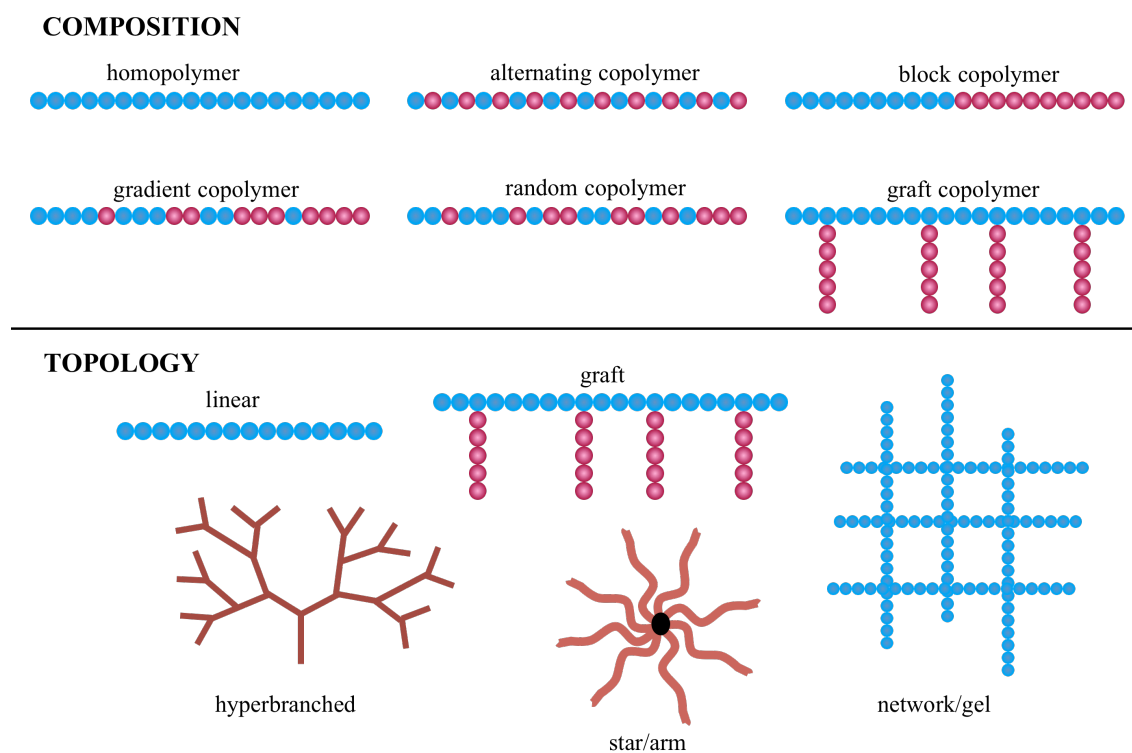 COMPOSITION
homopolymer
alternating copolymer
block copolymer
gradient copolymer
random copolymer
graft copolymer
TOPOLOGY
linear
graft
hyperbranched
star/arm
network/gel